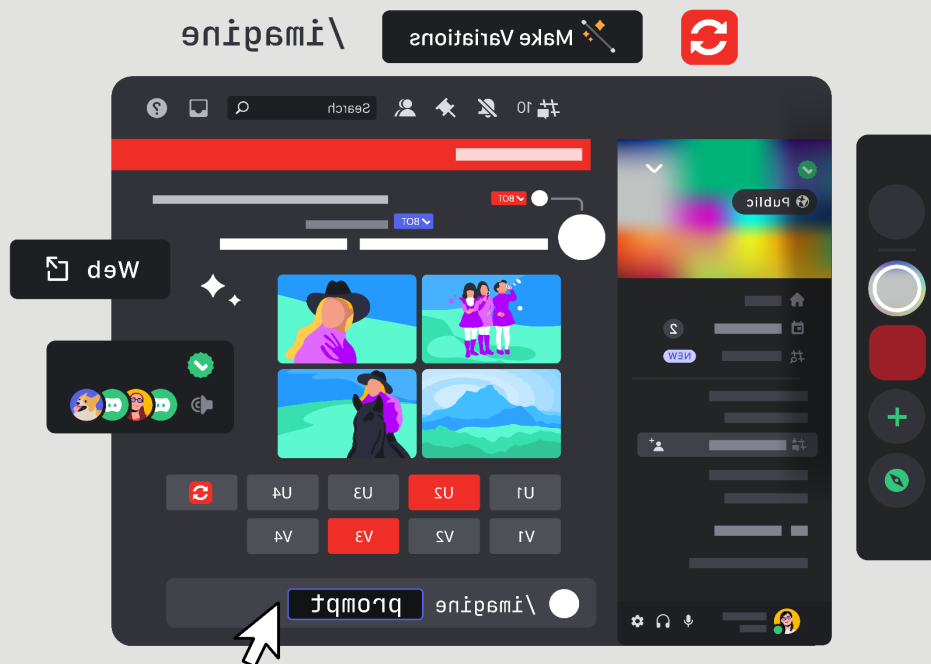 /imagine
Make Variations
10
Search
Public
BOT
BOT
Web
2
NEW
U1 U2 U3 U4
V1 V2 V3 V4
/imagine prompt